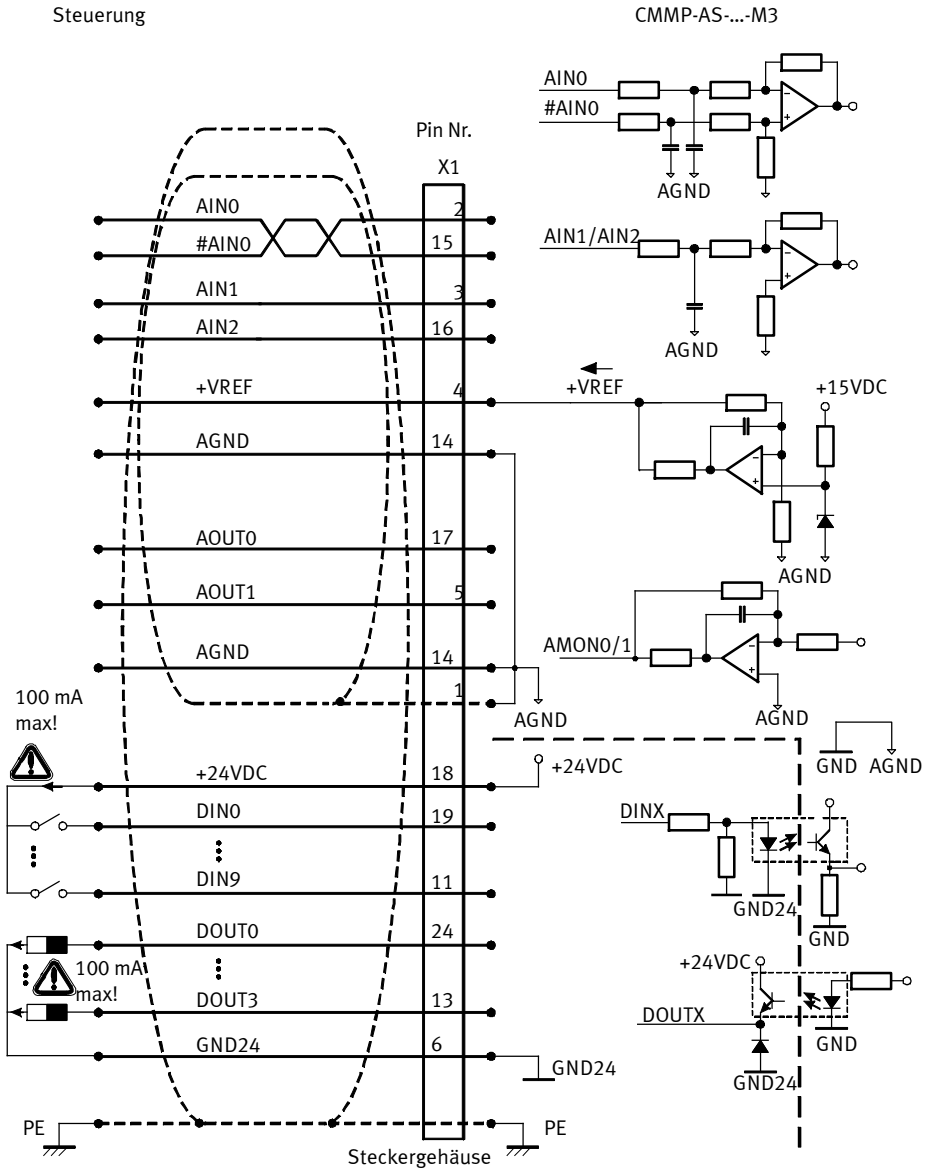 Steuerung
CMMP-AS-...-M3
Pin Nr.
X1
AIN0 2
#AIN0 15
AIN1 3
AIN2 16
+VREF 4
AGND 14
AOUT0 17
AOUT1 5
AGND 14
1
AGND
100 mA
max!
+24VDC 18
+24VDC
DIN0 19
DIN9 11
DOUT0 24
100 mA
max!
DOUT3 13
GND24 6
GND24
PE
PE
Steckergehäuse
AIN0
#AIN0
AGND
AIN1/AIN2
AGND
+VREF
+15VDC
AGND
AMON0/1
AGND
GND AGND
DINX
GND24
GND
+24VDC
DOUTX
GND
GND24